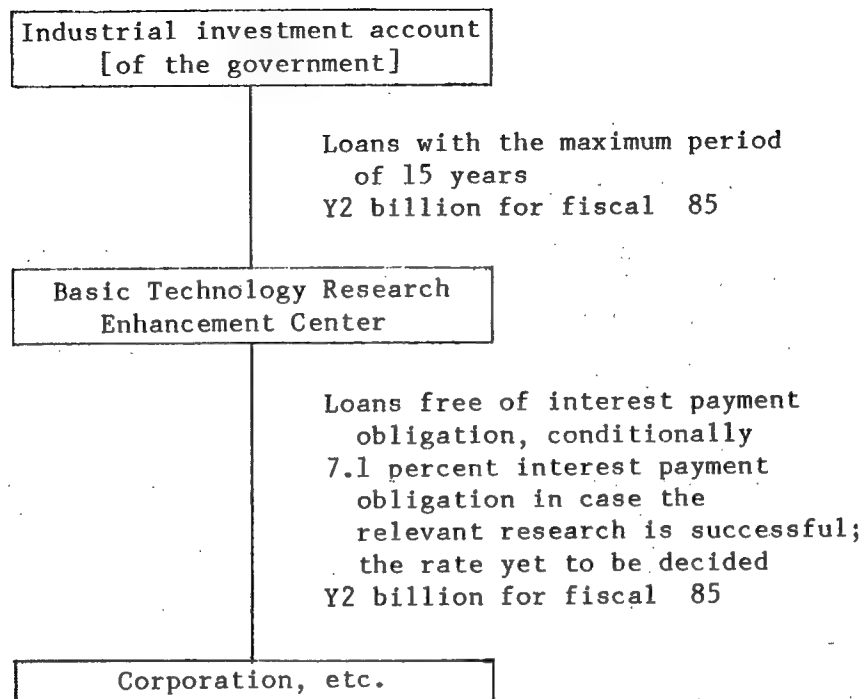 Industrial investment account
[of the government]
Loans with the maximum period
of 15 years
Y2 billion for fiscal 85
Basic Technology Research
Enhancement Center
Loans free of interest payment
obligation, conditionally
7.1 percent interest payment
obligation in case the
relevant research is successful;
the rate yet to be decided
Y2 billion for fiscal 85
Corporation, etc.